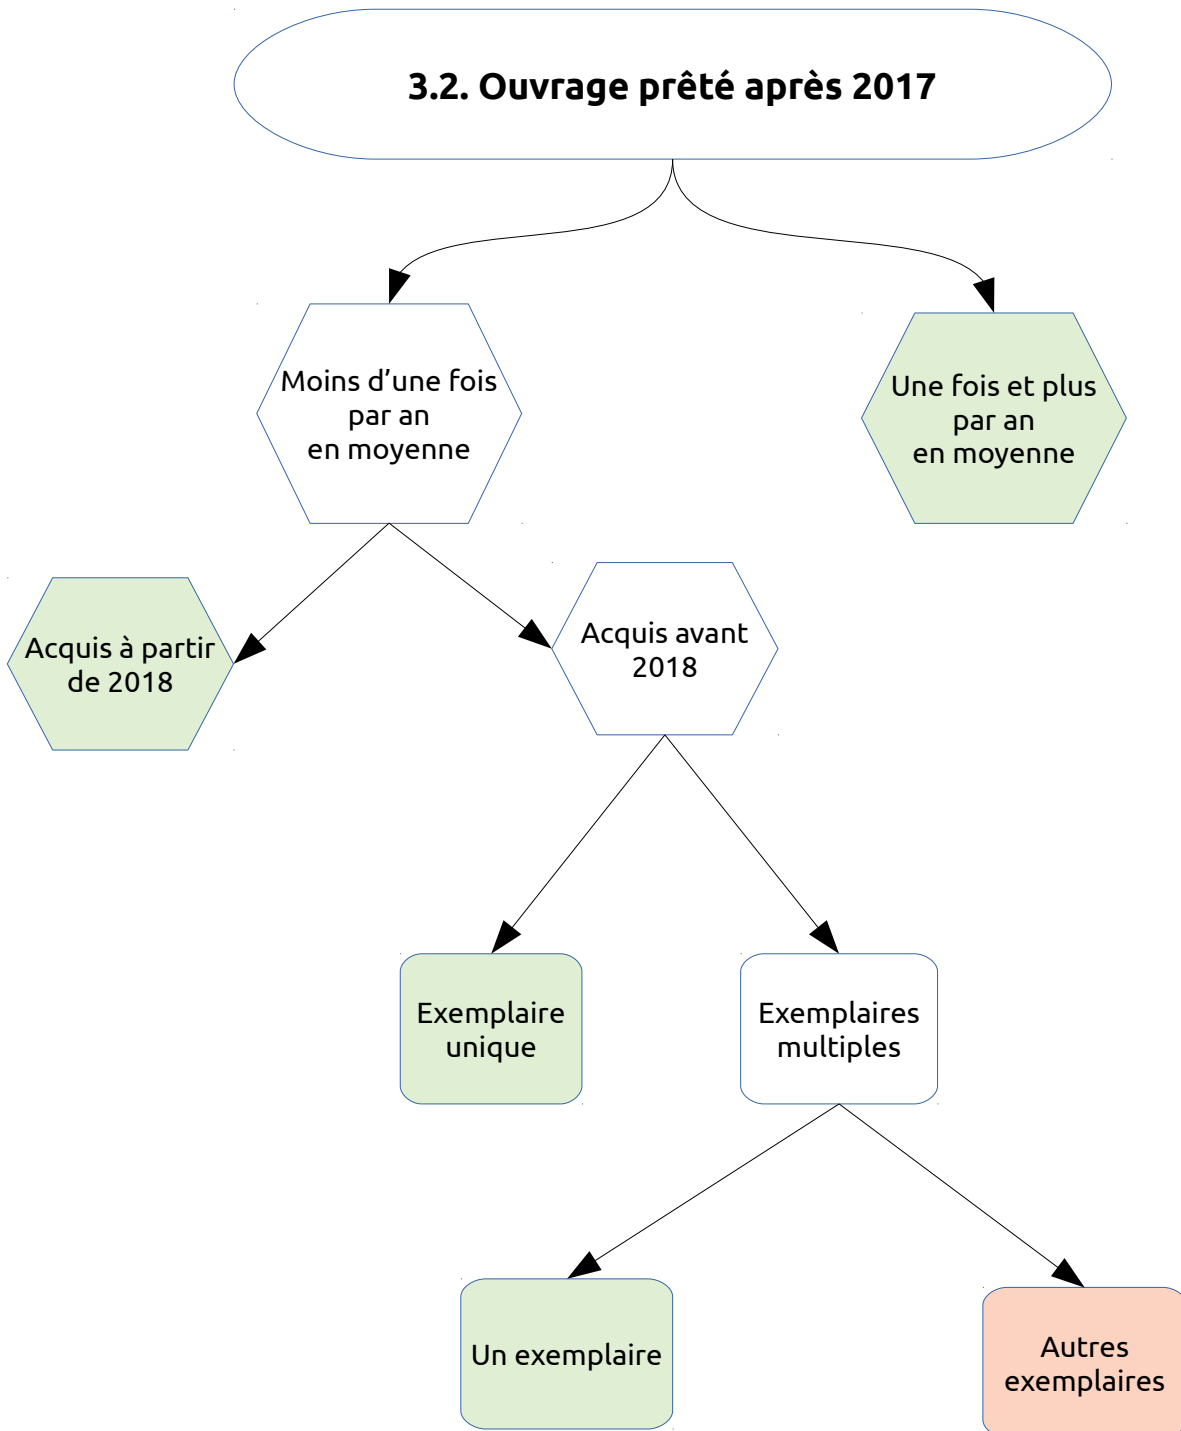 3.2. Ouvrage prêté après 2017
Moins d’une fois
par an
en moyenne
Une fois et plus
par an
en moyenne
Acquis à partir
de 2018
Acquis avant
2018
Exemplaire
unique
Exemplaires
multiples
Un exemplaire
Autres
exemplaires